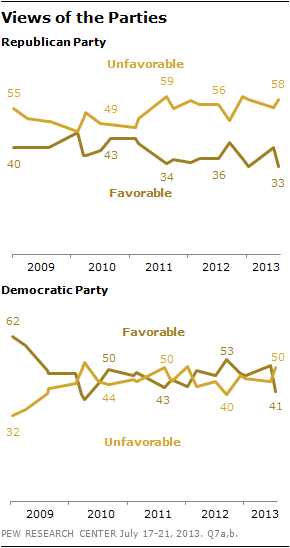 Views of the Parties
Republican Party
Unfavorable
55 49 59 56 58
40 43 34 36 33
Favorable
2009 2010 2011 2012 2013
Democratic Party
62 Favorable
50 50 53 50
32 44 43 40 41
Unfavorable
2009 2010 2011 2012 2013
PEW RESEARCH CENTER July 17-21, 2013. Q7a,b.